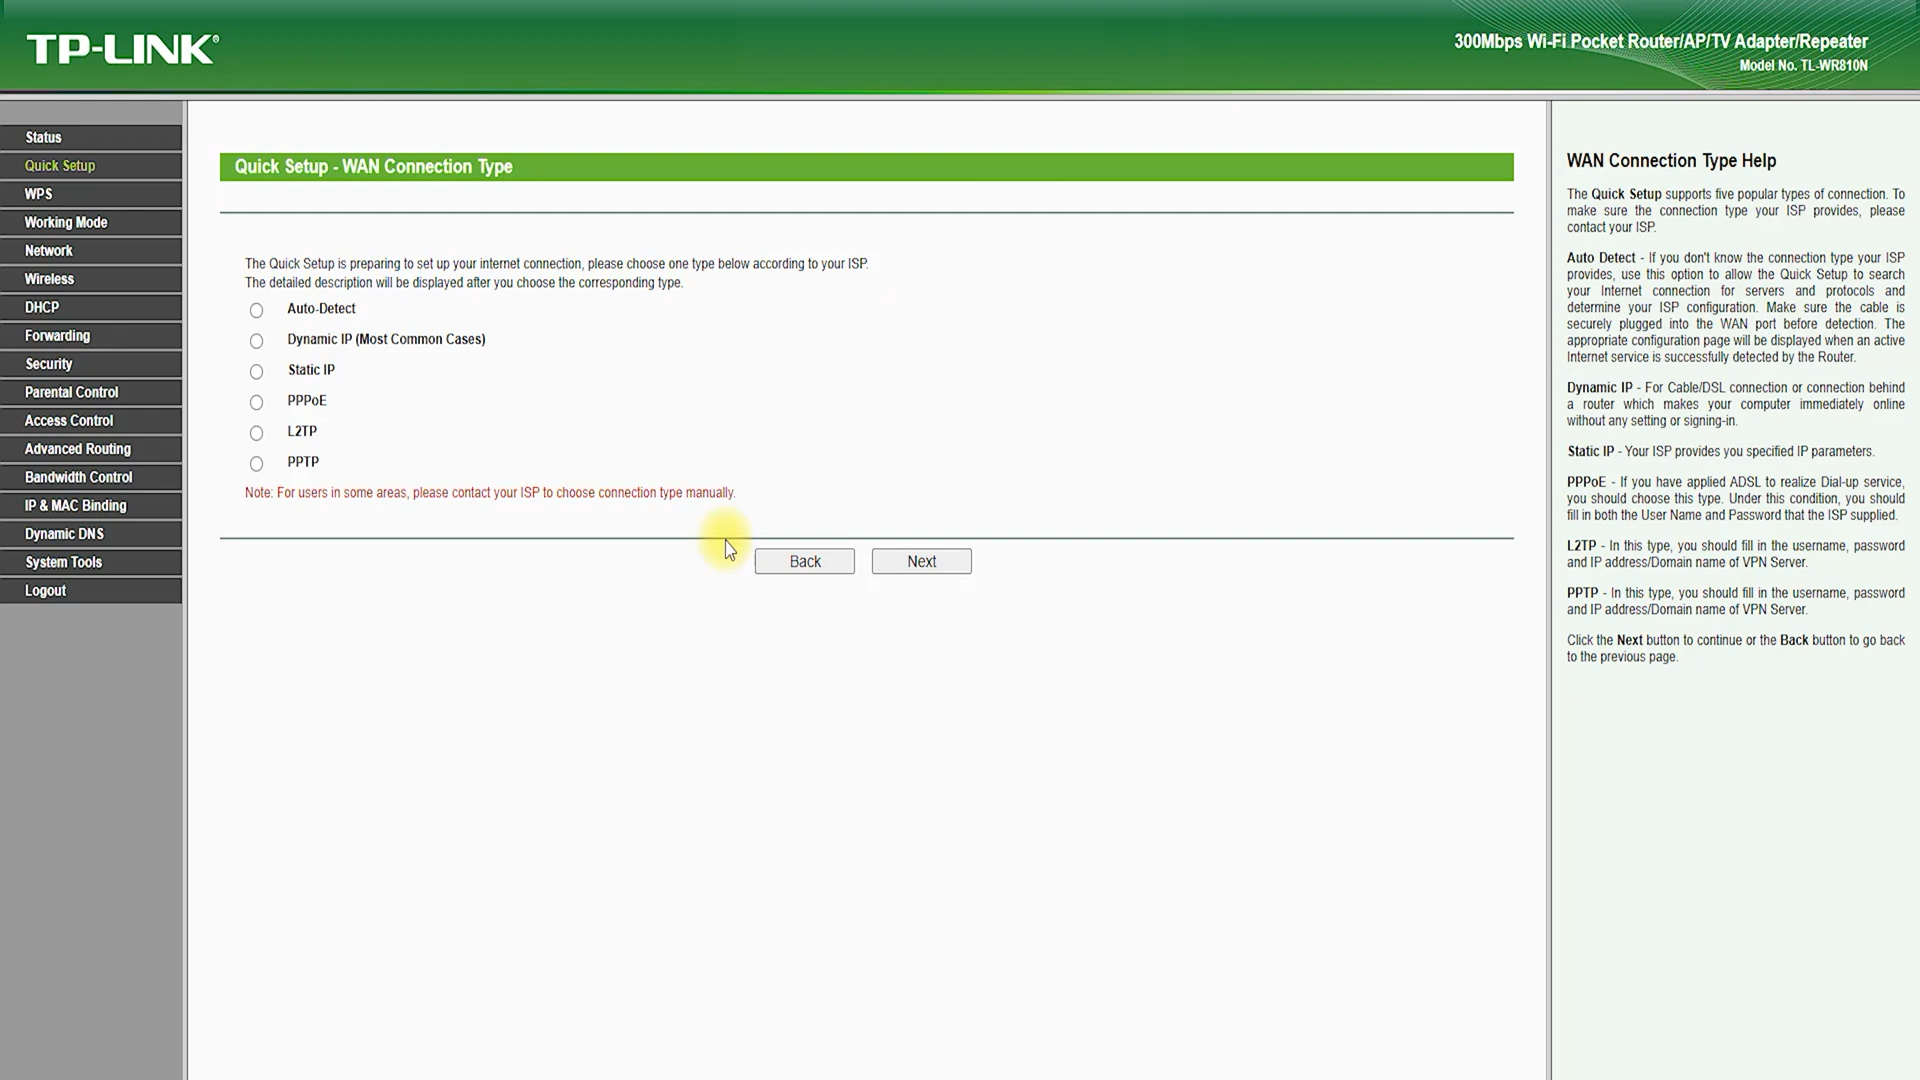 TP-LINK®
300Mbps Wi-Fi Pocket Router/AP/TV Adapter/Repeater
Model No. TL-WR810N
Status
Quick Setup
WPS
Working Mode
Network
Wireless
DHCP
Forwarding
Security
Parental Control
Access Control
Advanced Routing
Bandwidth Control
IP & MAC Binding
Dynamic DNS
System Tools
Logout
Quick Setup - WAN Connection Type
The Quick Setup is preparing to set up your internet connection, please choose one type below according to your ISP.
The detailed description will be displayed after you choose the corresponding type.
Auto-Detect
Dynamic IP (Most Common Cases)
Static IP
PPPoE
L2TP
PPTP
Note: For users in some areas, please contact your ISP to choose connection type manually.
Back
Next
WAN Connection Type Help
The Quick Setup supports five popular types of connection. To
make sure the connection type your ISP provides, please
contact your ISP.
Auto Detect - If you don't know the connection type your ISP
provides, use this option to allow the Quick Setup to search
your Internet connection for servers and protocols and
determine your ISP configuration. Make sure the cable is
securely plugged into the WAN port before detection. The
appropriate configuration page will be displayed when an active
Internet service is successfully detected by the Router.
Dynamic IP - For Cable/DSL connection or connection behind
a router which makes your computer immediately online
without any setting or signing-in.
Static IP - Your ISP provides you specified IP parameters.
PPPoE - If you have applied ADSL to realize Dial-up service,
you should choose this type. Under this condition, you should
fill in both the User Name and Password that the ISP supplied.
L2TP - In this type, you should fill in the username, password
and IP address/Domain name of VPN Server.
PPTP - In this type, you should fill in the username, password
and IP address/Domain name of VPN Server.
Click the Next button to continue or the Back button to go back
to the previous page.